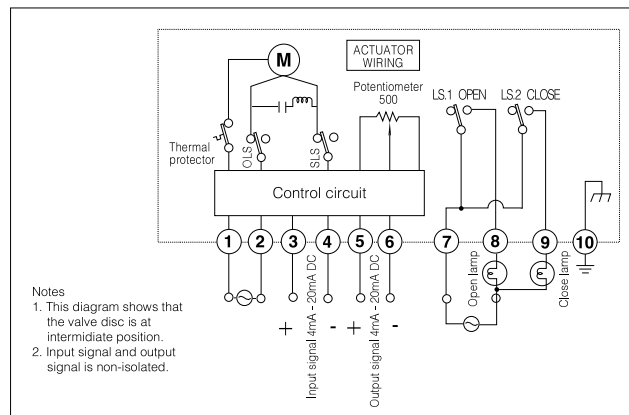 M
ACTUATOR
WIRING
Potentiometer
500
LS.1 OPEN
LS.2 CLOSE
Thermal
protector
OLS
SLS
Control circuit
1
2
3
4
5
6
7
8
9
10
+
Input signal 4mA - 20mA DC
-
+
Output signal 4mA - 20mA DC
-
Open lamp
Close lamp
Notes
1. This diagram shows that
the valve disc is at
intermidiate position.
2. Input signal and output
signal is non-isolated.